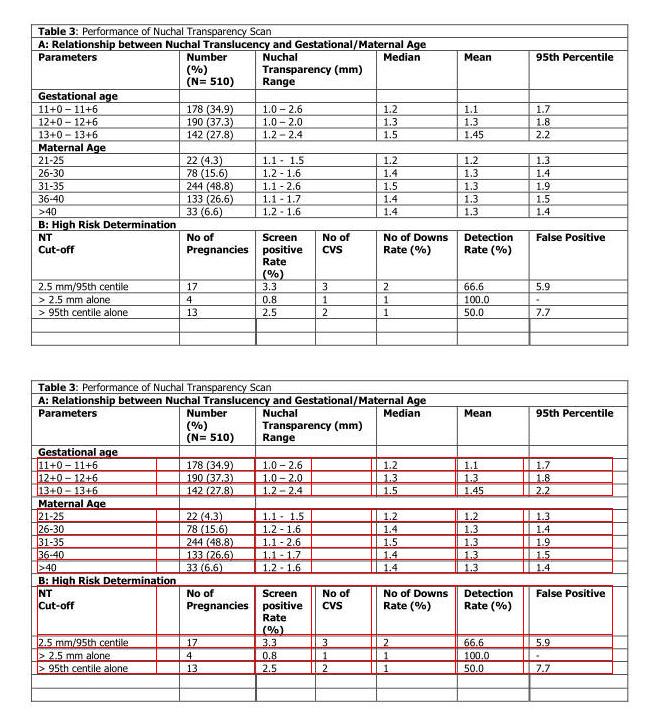 Table 3: Performance of Nuchal Transparency Scan
A: Relationship between Nuchal Translucency and Gestational/Maternal Age
Parameters Number (%) (N= 510) Nuchal Transparency (mm) Range Median Mean 95th Percentile
Gestational age
11+0 – 11+6 178 (34.9) 1.0 – 2.6 1.2 1.1 1.7
12+0 – 12+6 190 (37.3) 1.0 – 2.0 1.3 1.3 1.8
13+0 – 13+6 142 (27.8) 1.2 – 2.4 1.5 1.45 2.2
Maternal Age
21-25 22 (4.3) 1.1 - 1.5 1.2 1.2 1.3
26-30 78 (15.6) 1.2 - 1.6 1.4 1.3 1.4
31-35 244 (48.8) 1.1 - 2.6 1.5 1.3 1.9
36-40 133 (26.6) 1.1 - 1.7 1.4 1.3 1.5
>40 33 (6.6) 1.2 - 1.6 1.4 1.3 1.4
B: High Risk Determination
NT Cut-off No of Pregnancies Screen positive Rate (%) No of CVS No of Downs Rate (%) Detection Rate (%) False Positive
2.5 mm/95th centile 17 3.3 3 2 66.6 5.9
> 2.5 mm alone 4 0.8 1 1 100.0 -
> 95th centile alone 13 2.5 2 1 50.0 7.7
Table 3: Performance of Nuchal Transparency Scan
A: Relationship between Nuchal Translucency and Gestational/Maternal Age
Parameters Number (%) (N= 510) Nuchal Transparency (mm) Range Median Mean 95th Percentile
Gestational age
11+0 – 11+6 178 (34.9) 1.0 – 2.6 1.2 1.1 1.7
12+0 – 12+6 190 (37.3) 1.0 – 2.0 1.3 1.3 1.8
13+0 – 13+6 142 (27.8) 1.2 – 2.4 1.5 1.45 2.2
Maternal Age
21-25 22 (4.3) 1.1 - 1.5 1.2 1.2 1.3
26-30 78 (15.6) 1.2 - 1.6 1.4 1.3 1.4
31-35 244 (48.8) 1.1 - 2.6 1.5 1.3 1.9
36-40 133 (26.6) 1.1 - 1.7 1.4 1.3 1.5
>40 33 (6.6) 1.2 - 1.6 1.4 1.3 1.4
B: High Risk Determination
NT Cut-off No of Pregnancies Screen positive Rate (%) No of CVS No of Downs Rate (%) Detection Rate (%) False Positive
2.5 mm/95th centile 17 3.3 3 2 66.6 5.9
> 2.5 mm alone 4 0.8 1 1 100.0 -
> 95th centile alone 13 2.5 2 1 50.0 7.7